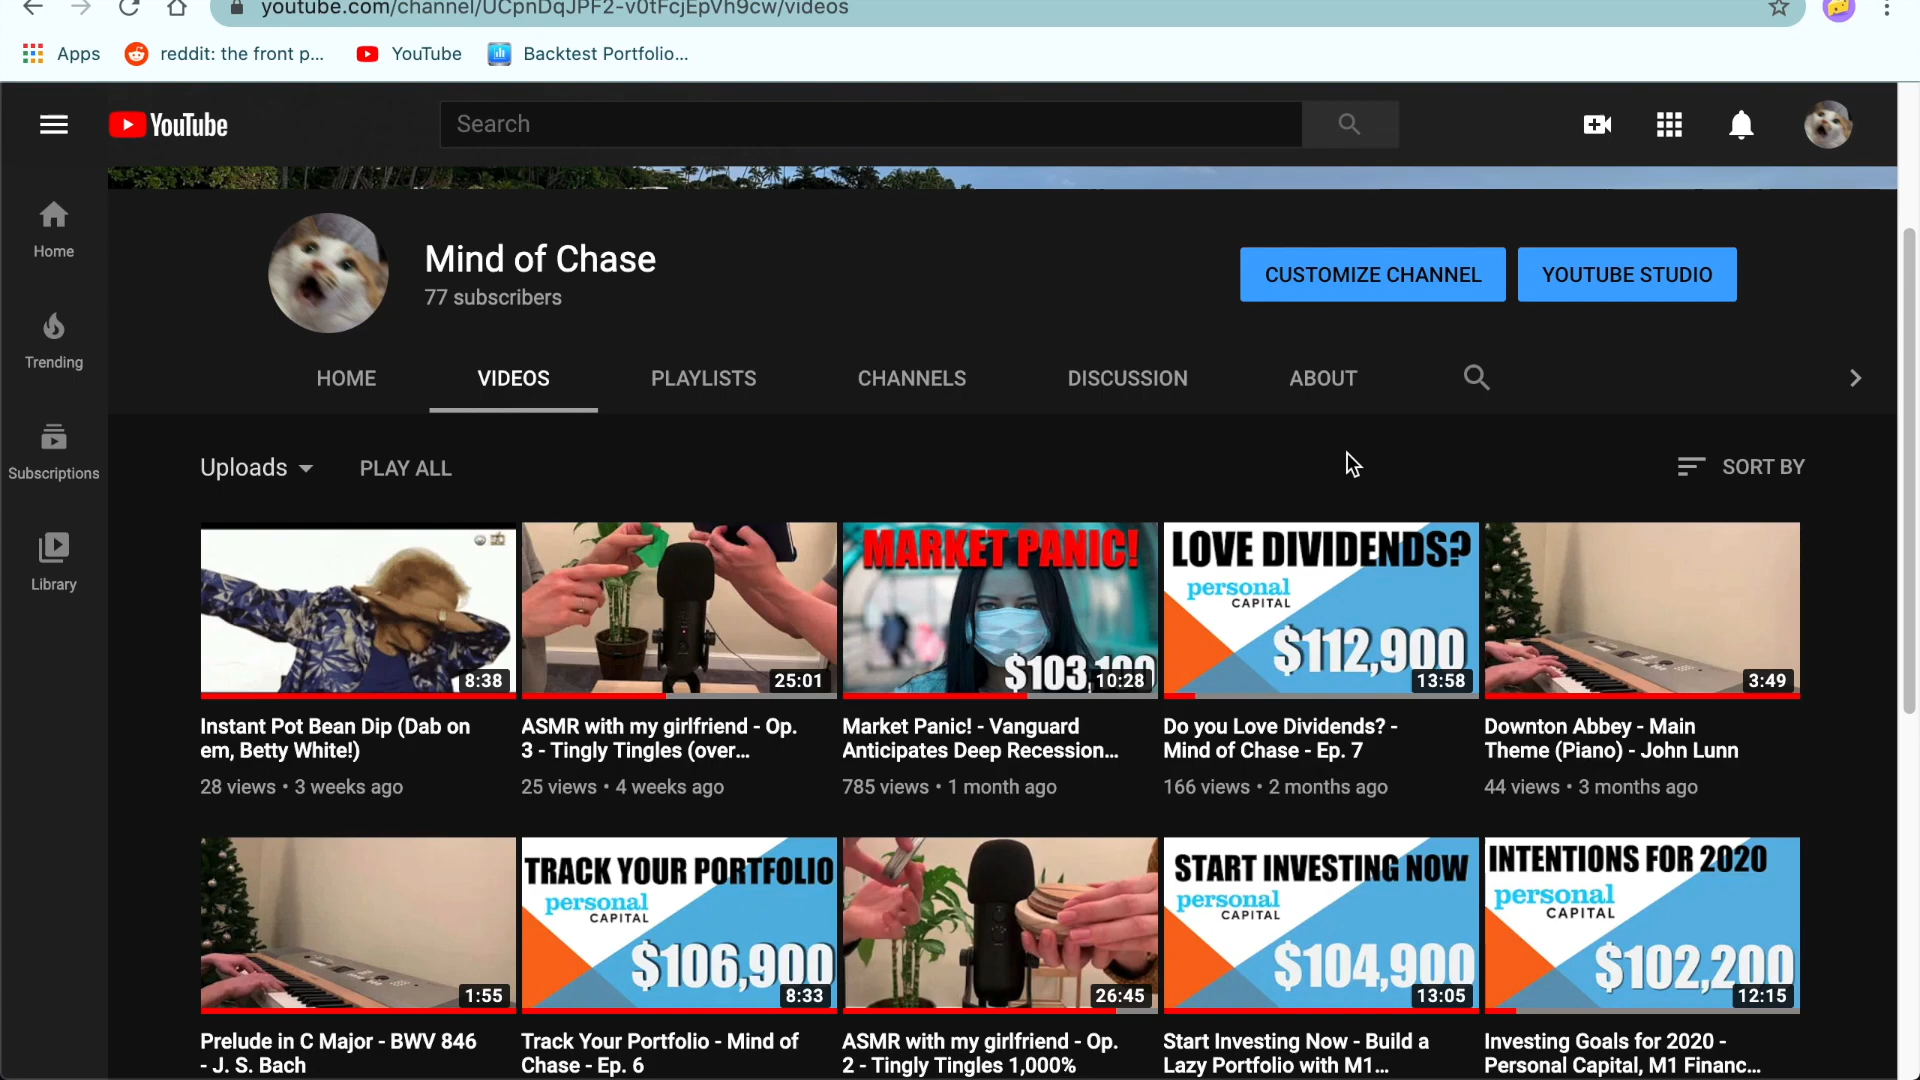 youtube.com/channel/UCpnDqJPF2-v0tFcjEpVh9cw/videos
Apps
reddit: the front p...
YouTube
Backtest Portfolio...
YouTube
Search
Home
Trending
Subscriptions
Library
Mind of Chase
77 subscribers
CUSTOMIZE CHANNEL
YOUTUBE STUDIO
HOME
VIDEOS
PLAYLISTS
CHANNELS
DISCUSSION
ABOUT
Uploads
PLAY ALL
SORT BY
8:38
25:01
MARKET PANIC!
$103,100
10:28
LOVE DIVIDENDS?
personal
CAPITAL
$112,900
13:58
3:49
Instant Pot Bean Dip (Dab on
em, Betty White!)
28 views • 3 weeks ago
ASMR with my girlfriend - Op.
3 - Tingly Tingles (over...
25 views • 4 weeks ago
Market Panic! - Vanguard
Anticipates Deep Recession...
785 views • 1 month ago
Do you Love Dividends? -
Mind of Chase - Ep. 7
166 views • 2 months ago
Downton Abbey - Main
Theme (Piano) - John Lunn
44 views • 3 months ago
1:55
TRACK YOUR PORTFOLIO
personal
CAPITAL
$106,900
8:33
26:45
START INVESTING NOW
personal
CAPITAL
$104,900
13:05
INTENTIONS FOR 2020
personal
CAPITAL
$102,200
12:15
Prelude in C Major - BWV 846
- J. S. Bach
Track Your Portfolio - Mind of
Chase - Ep. 6
ASMR with my girlfriend - Op.
2 - Tingly Tingles 1,000%
Start Investing Now - Build a
Lazy Portfolio with M1...
Investing Goals for 2020 -
Personal Capital, M1 Financ...